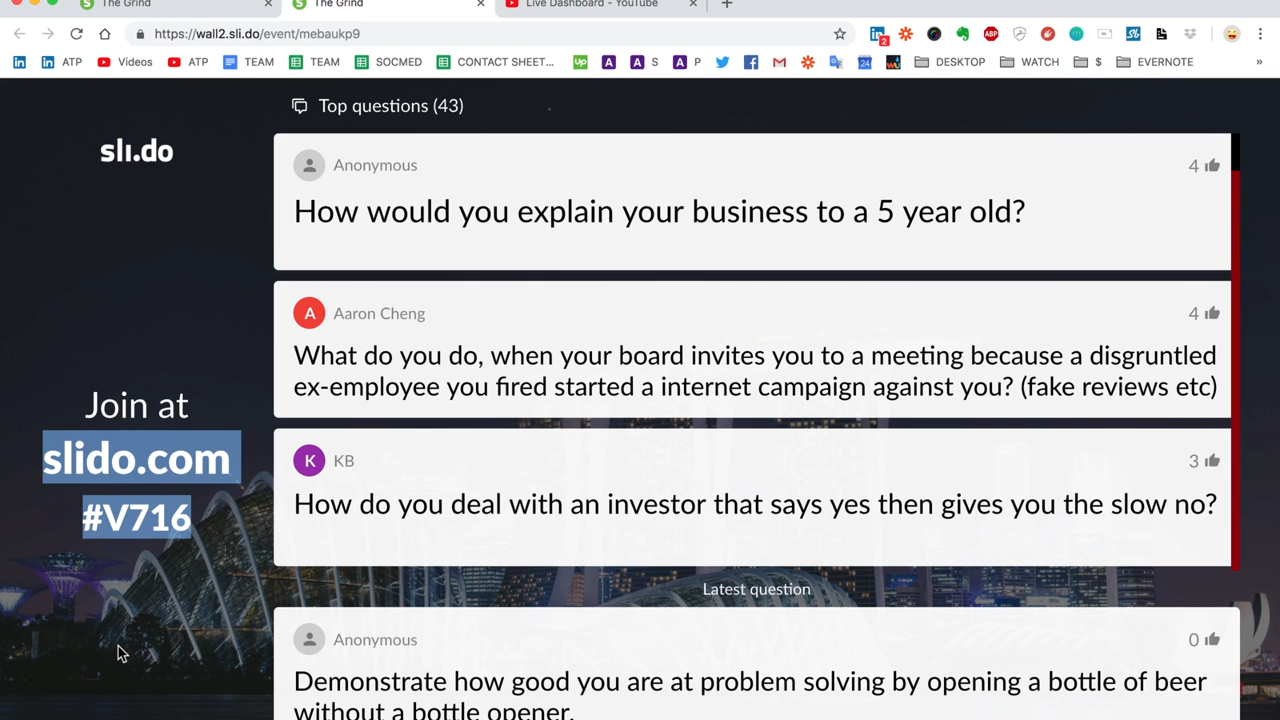 The Grind
The Grind
Live Dashboard - YouTube
https://wall2.sli.do/event/mebaukp9
2
ABP
ATP
Videos
ATP
TEAM
TEAM
SOCMED
CONTACT SHEET...
up
A
A S
A P
24
DESKTOP
WATCH
$
EVERNOTE
»
Top questions (43)
sli.do
Join at
slido.com
#V716
Anonymous
4
How would you explain your business to a 5 year old?
A
Aaron Cheng
4
What do you do, when your board invites you to a meeting because a disgruntled
ex-employee you fired started a internet campaign against you? (fake reviews etc)
K
KB
3
How do you deal with an investor that says yes then gives you the slow no?
Latest question
Anonymous
0
Demonstrate how good you are at problem solving by opening a bottle of beer
without a bottle opener.